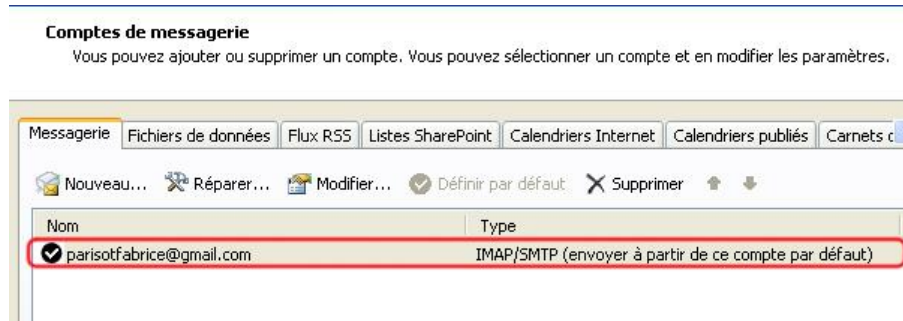 Comptes de messagerie
Vous pouvez ajouter ou supprimer un compte. Vous pouvez sélectionner un compte et en modifier les paramètres.
Messagerie Fichiers de données Flux RSS Listes SharePoint Calendriers Internet Calendriers publiés Carnets
Nouveau... Réparer... Modifier... Définir par défaut Supprimer
Nom Type
parisotfabrice@gmail.com IMAP/SMTP (envoyer à partir de ce compte par défaut)